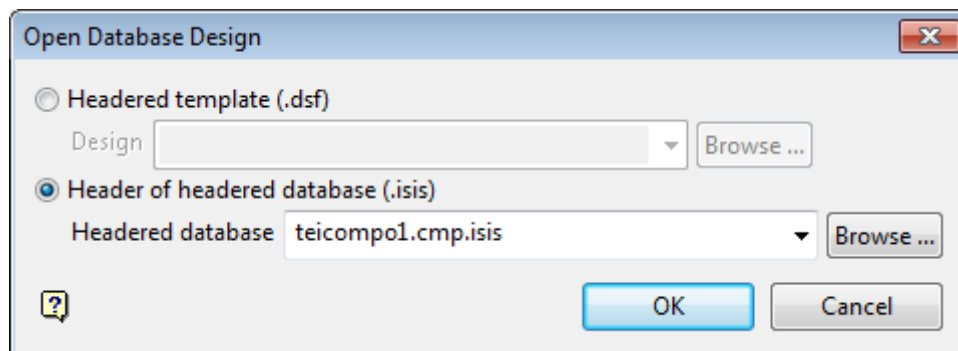 Open Database Design
Headered template (.dsf)
Design Browse ...
Header of headered database (.isis)
Headered database teicompo1.cmp.isis Browse ...
? OK Cancel